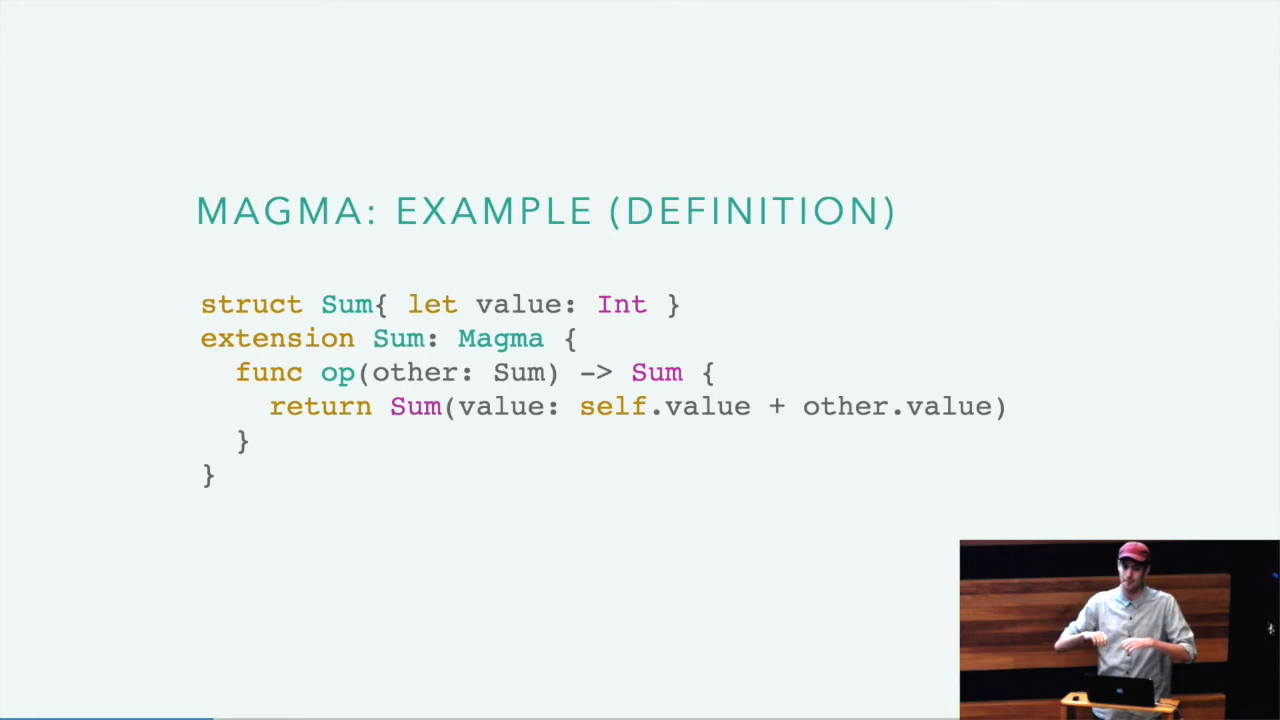 MAGMA: EXAMPLE (DEFINITION)
struct Sum{ let value: Int }
extension Sum: Magma {
  func op(other: Sum) -> Sum {
    return Sum(value: self.value + other.value)
  }
}